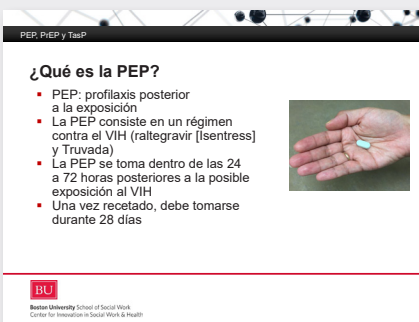 PEP, PrEP y TasP
¿Qué es la PEP?
PEP: profilaxis posterior
a la exposición
La PEP consiste en un régimen
contra el VIH (raltegravir [Isentress]
y Truvada)
La PEP se toma dentro de las 24
a 72 horas posteriores a la posible
exposición al VIH
Una vez recetado, debe tomarse
durante 28 días
BU
Boston University School of Social Work
Center for Innovation in Social Work & Health